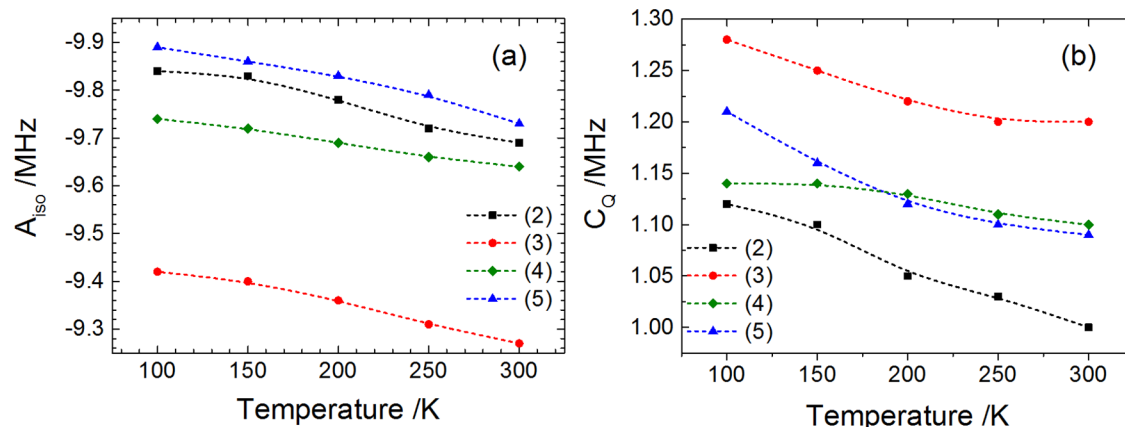 (a)
-9.9
-9.8
-9.7
-9.6
-9.5
-9.4
-9.3
A_iso /MHz
(2)
(3)
(4)
(5)
100 150 200 250 300
Temperature /K
(b)
1.30
1.25
1.20
1.15
1.10
1.05
1.00
C_Q /MHz
(2)
(3)
(4)
(5)
100 150 200 250 300
Temperature /K